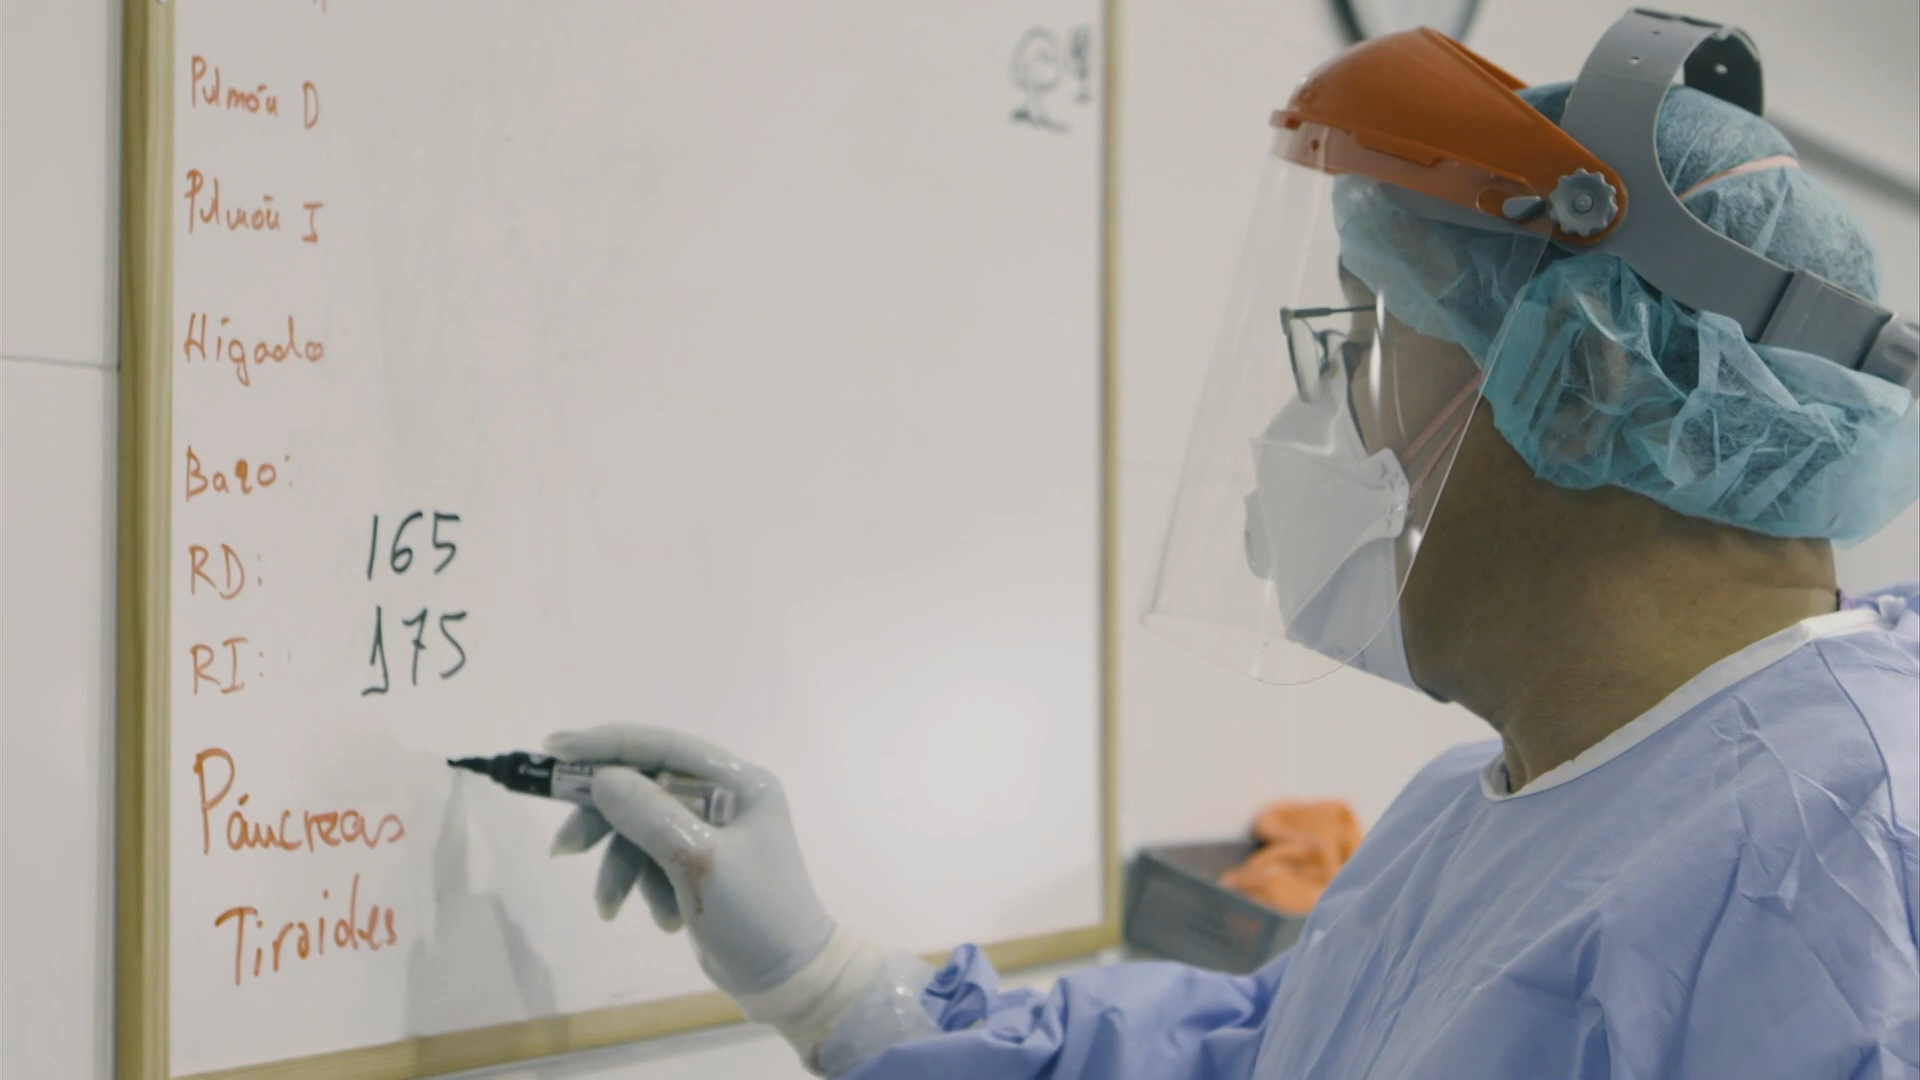 Pulmón D
Pulmón I
Hígado
Bazo:
RD: 165
RI: 175
Páncreas
Tiroides